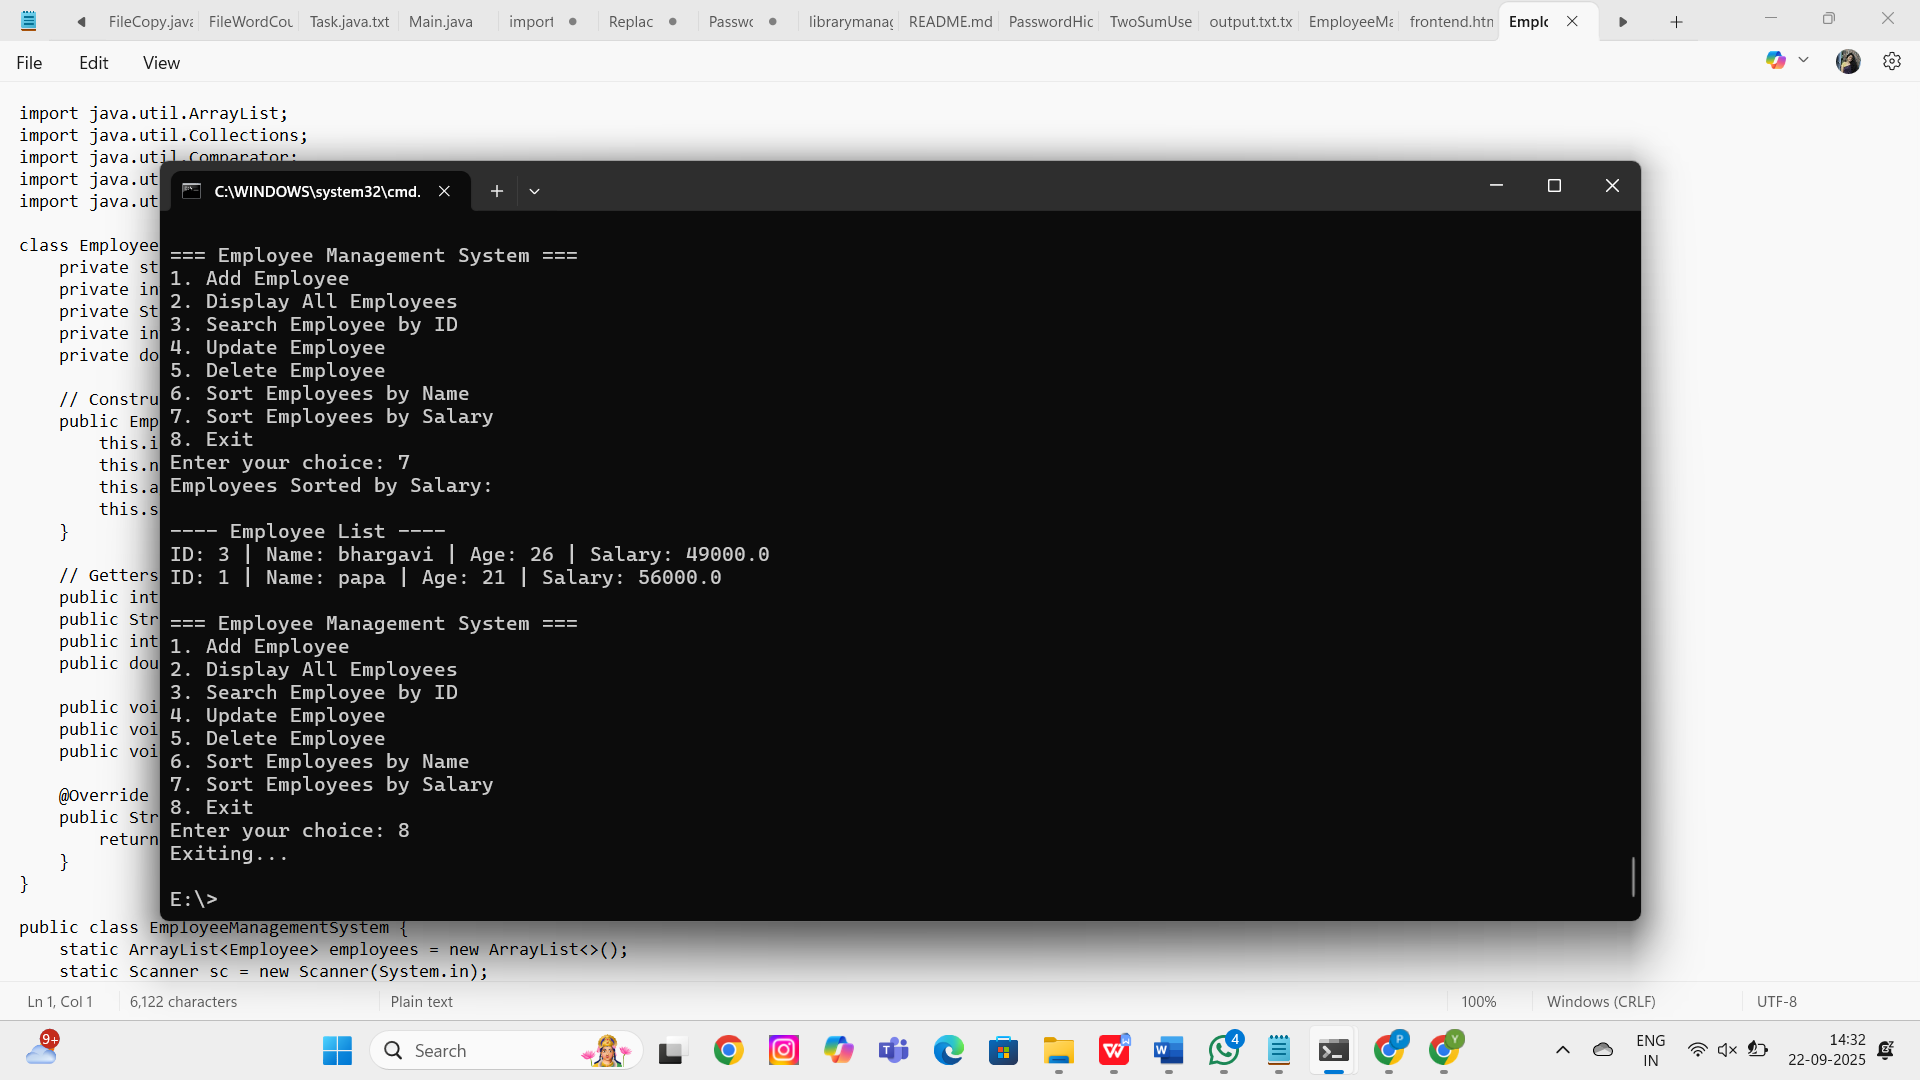 FileCopy.java FileWordCou Task.java.txt Main.java import Replac Passwo librarymanag README.md PasswordHic TwoSumUse output.txt.tx EmployeeMa frontend.htn Emplo
File Edit View
import java.util.ArrayList;
import java.util.Collections;
import java.util.Comparator;
import java.ut
import java.ut
class Employee
private st
private in
private St
private in
private do
// Constru
public Emp
this.i
this.n
this.a
this.s
}
// Getters
public int
public Str
public int
public dou
public voi
public voi
public voi
@Override
public Str
return
}
}
public class EmployeeManagementSystem {
static ArrayList<Employee> employees = new ArrayList<>();
static Scanner sc = new Scanner(System.in);
C:\WINDOWS\system32\cmd.
=== Employee Management System ===
1. Add Employee
2. Display All Employees
3. Search Employee by ID
4. Update Employee
5. Delete Employee
6. Sort Employees by Name
7. Sort Employees by Salary
8. Exit
Enter your choice: 7
Employees Sorted by Salary:
---- Employee List ----
ID: 3 | Name: bhargavi | Age: 26 | Salary: 49000.0
ID: 1 | Name: papa | Age: 21 | Salary: 56000.0
=== Employee Management System ===
1. Add Employee
2. Display All Employees
3. Search Employee by ID
4. Update Employee
5. Delete Employee
6. Sort Employees by Name
7. Sort Employees by Salary
8. Exit
Enter your choice: 8
Exiting...
E:\>
Ln 1, Col 1 6,122 characters Plain text 100% Windows (CRLF) UTF-8
9+ Search 4 P Y ENG 14:32
IN 22-09-2025